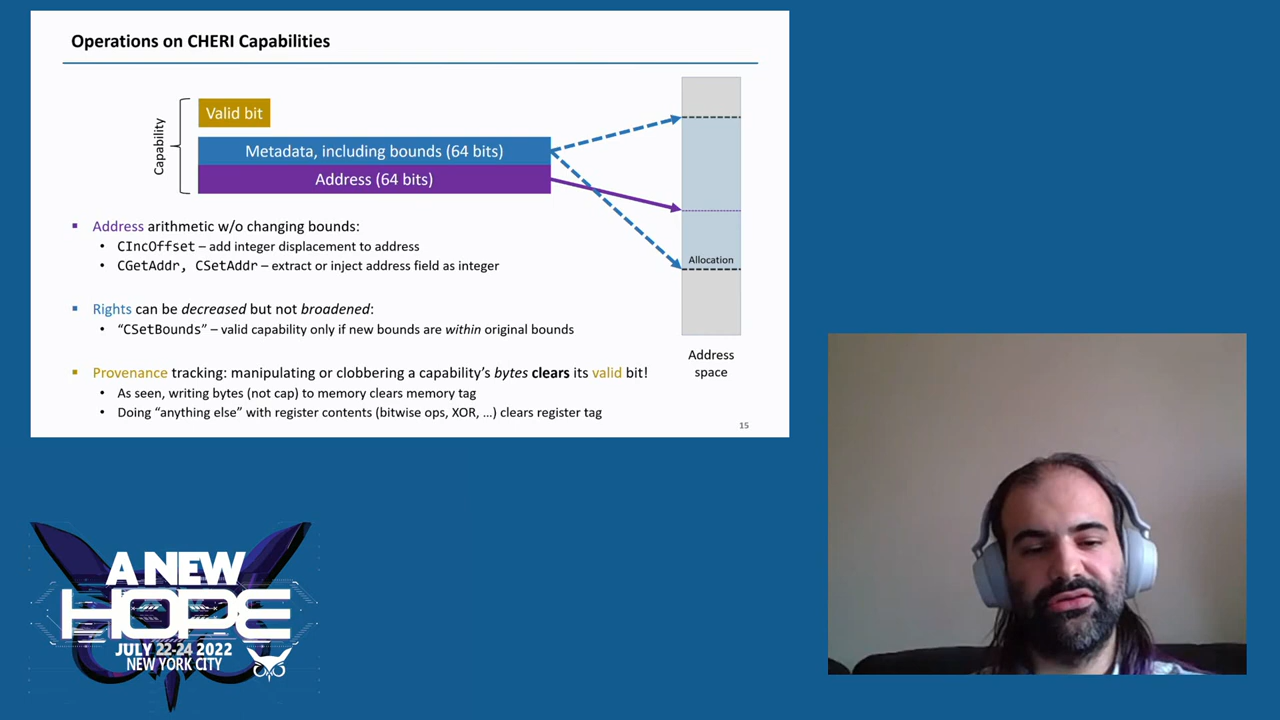 Operations on CHERI Capabilities
Capability
Valid bit
Metadata, including bounds (64 bits)
Address (64 bits)
Allocation
Address
space
▪ Address arithmetic w/o changing bounds:
• CIncOffset – add integer displacement to address
• CGetAddr, CSetAddr – extract or inject address field as integer
▪ Rights can be decreased but not broadened:
• “CSetBounds” – valid capability only if new bounds are within original bounds
▪ Provenance tracking: manipulating or clobbering a capability’s bytes clears its valid bit!
• As seen, writing bytes (not cap) to memory clears memory tag
• Doing “anything else” with register contents (bitwise ops, XOR, …) clears register tag
15
A NEW
HOPE
JULY 22-24 2022
NEW YORK CITY